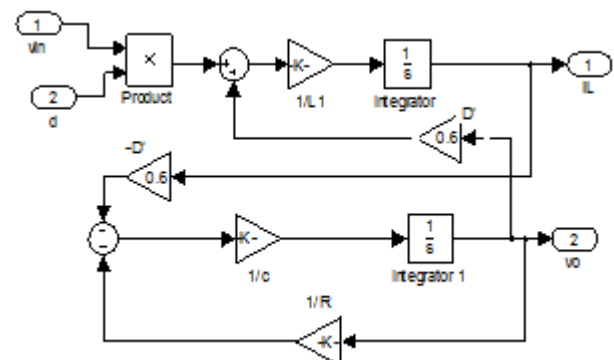 1
vin
2
d
×
Product
+
+
-K-
1/L1
1
s
Integrator
1
IL
D'
0.6
-D'
0.6
-
-
-K-
1/c
1
s
Integrator 1
2
vo
1/R
-K-